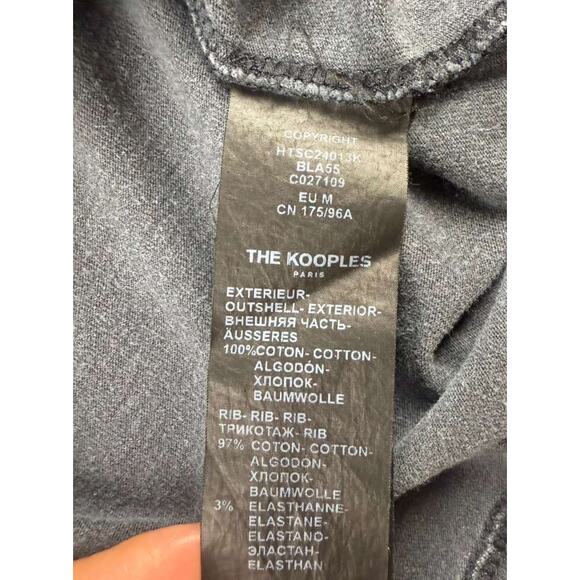 COPYRIGHT
HTSC24013K
BLA55
C027109
EU M
CN 175/96A
THE KOOPLES
PARIS
EXTERIEUR-
OUTSHELL- EXTERIOR-
ВНЕШНЯЯ ЧАСТЬ-
ÄUSSERES
100%COTON- COTTON-
ALGODÓN-
ХЛОПОК-
BAUMWOLLE
RIB- RIB- RIB-
ТРИКОТАЖ- RIB
97% COTON- COTTON-
ALGODÓN-
ХЛОПОК-
BAUMWOLLE
3% ELASTHANNE-
ELASTANE-
ELASTANO-
ЭЛАСТАН-
ELASTHAN